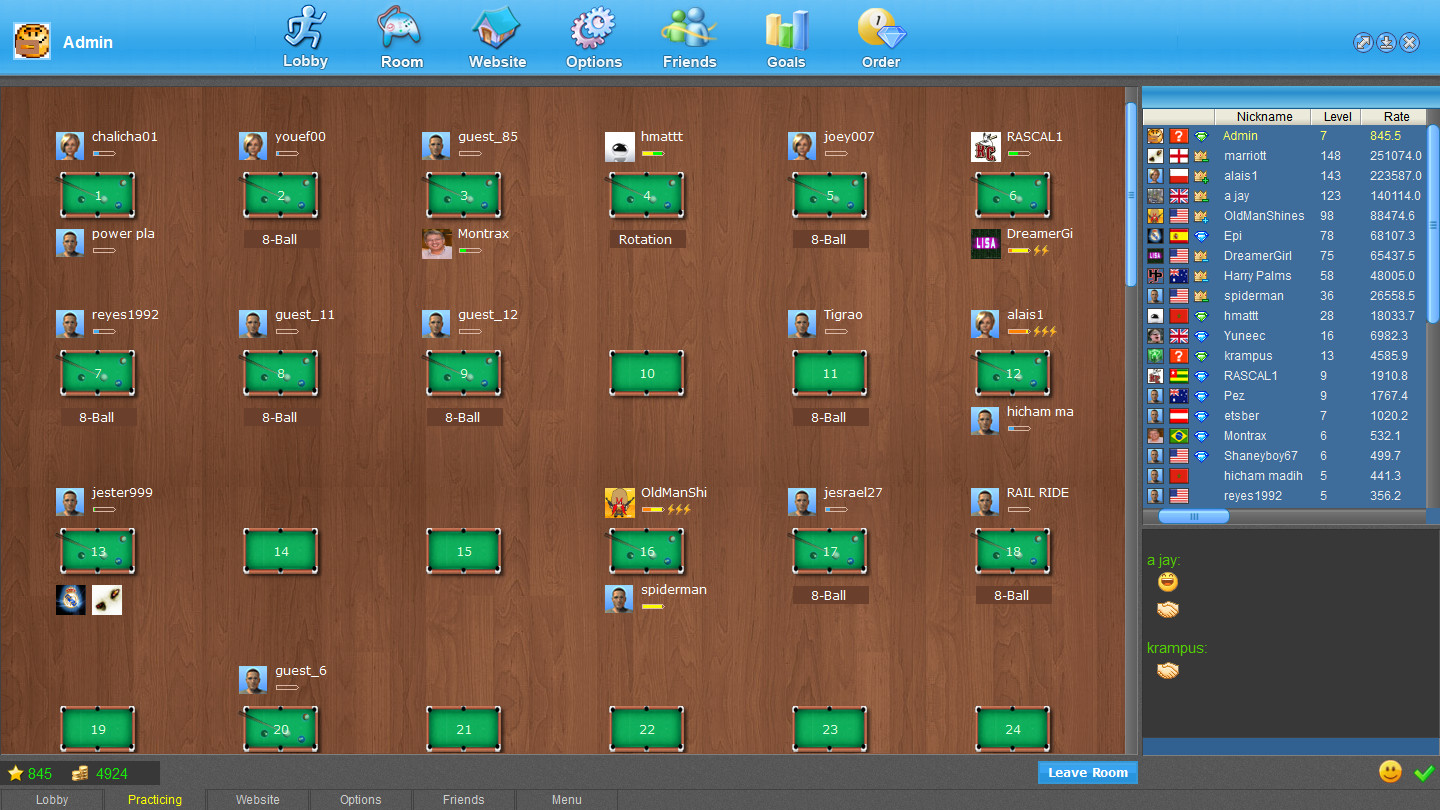 Admin
Lobby Room Website Options Friends Goals Order
chalicha01 youef00 guest_85 hmattt joey007 RASCAL1
1 2 3 4 5 6
power pla 8-Ball Montrax Rotation 8-Ball DreamerGi
LISA
reyes1992 guest_11 guest_12 Tigrao alais1
7 8 9 10 11 12
8-Ball 8-Ball 8-Ball 8-Ball hicham ma
jester999 OldManShi jesrael27 RAIL RIDE
13 14 15 16 17 18
spiderman 8-Ball 8-Ball
guest_6
19 20 21 22 23 24
Nickname Level Rate
Admin 7 845.5
marriott 148 251074.0
alais1 143 223587.0
a jay 123 140114.0
OldManShines 98 88474.6
Epi 78 68107.3
DreamerGirl 75 65437.5
Harry Palms 58 48005.0
spiderman 36 26558.5
hmattt 28 18033.7
Yuneec 16 6982.3
krampus 13 4585.9
RASCAL1 9 1910.8
Pez 9 1767.4
etsber 7 1020.2
Montrax 6 532.1
Shaneyboy67 6 499.7
hicham madih 5 441.3
reyes1992 5 356.2
a jay:
krampus:
845 4924
Leave Room
Lobby Practicing Website Options Friends Menu